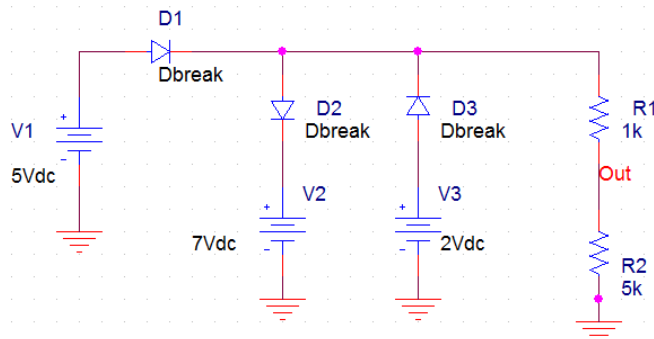 D1
Dbreak
V1
+
-
5Vdc
D2
Dbreak
D3
Dbreak
V2
+
-
7Vdc
V3
+
-
2Vdc
R1
1k
Out
R2
5k